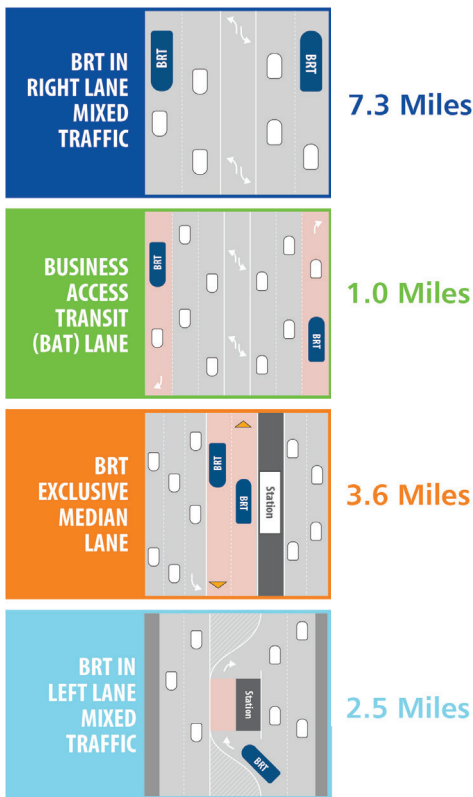 BRT IN
RIGHT LANE
MIXED
TRAFFIC
BRT
BRT
7.3 Miles
BUSINESS
ACCESS
TRANSIT
(BAT) LANE
BRT
BRT
1.0 Miles
BRT
EXCLUSIVE
MEDIAN
LANE
BRT
BRT
Station
3.6 Miles
BRT IN
LEFT LANE
MIXED
TRAFFIC
Station
BRT
2.5 Miles